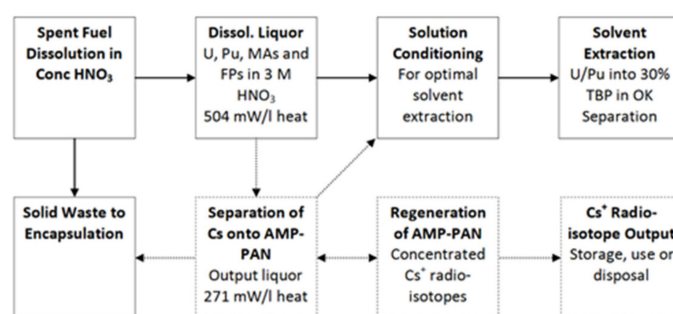 Spent Fuel
Dissolution in
Conc HNO₃
Dissol. Liquor
U, Pu, MAs and
FPs in 3 M
HNO₃
504 mW/l heat
Solution
Conditioning
For optimal
solvent
extraction
Solvent
Extraction
U/Pu into 30%
TBP in OK
Separation
Solid Waste to
Encapsulation
Separation of
Cs onto AMP-
PAN
Output liquor
271 mW/l heat
Regeneration
of AMP-PAN
Concentrated
Cs⁺ radio-
isotopes
Cs⁺ Radio-
isotope Output
Storage, use or
disposal